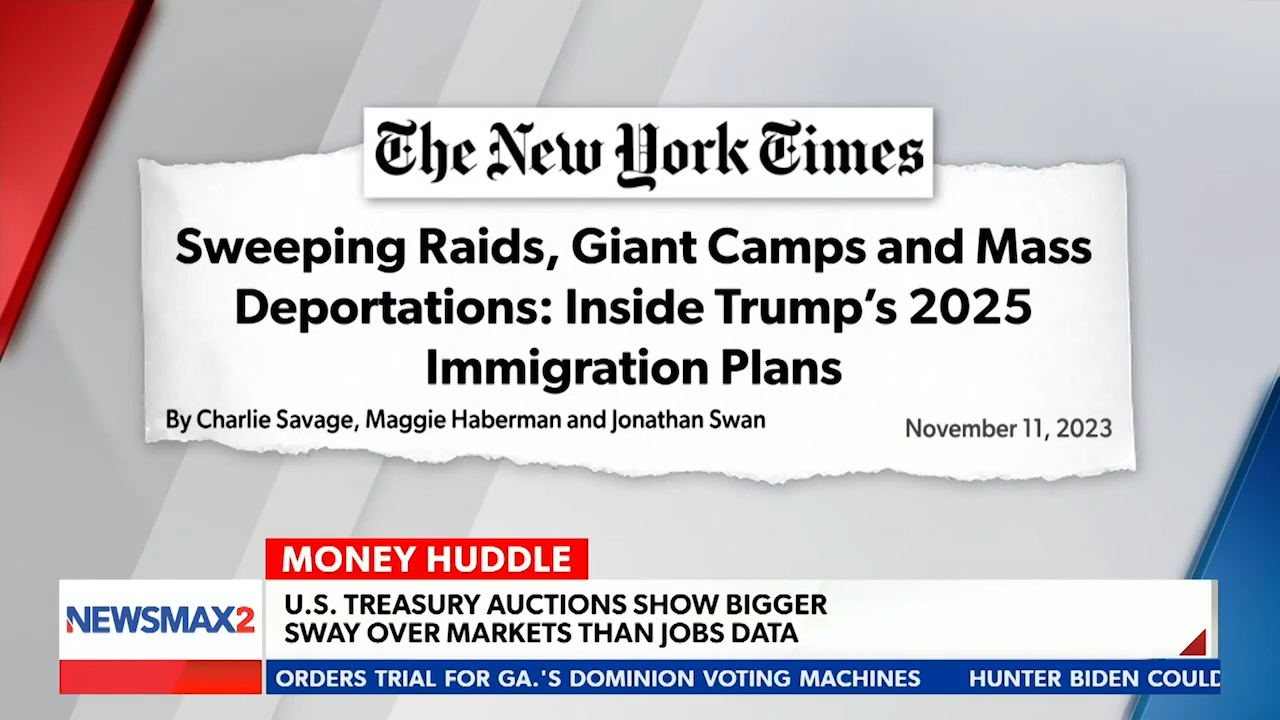 The New York Times
Sweeping Raids, Giant Camps and Mass
Deportations: Inside Trump's 2025
Immigration Plans
By Charlie Savage, Maggie Haberman and Jonathan Swan
November 11, 2023
MONEY HUDDLE
NEWSMAX2
U.S. TREASURY AUCTIONS SHOW BIGGER
SWAY OVER MARKETS THAN JOBS DATA
ORDERS TRIAL FOR GA.'S DOMINION VOTING MACHINES HUNTER BIDEN COULD